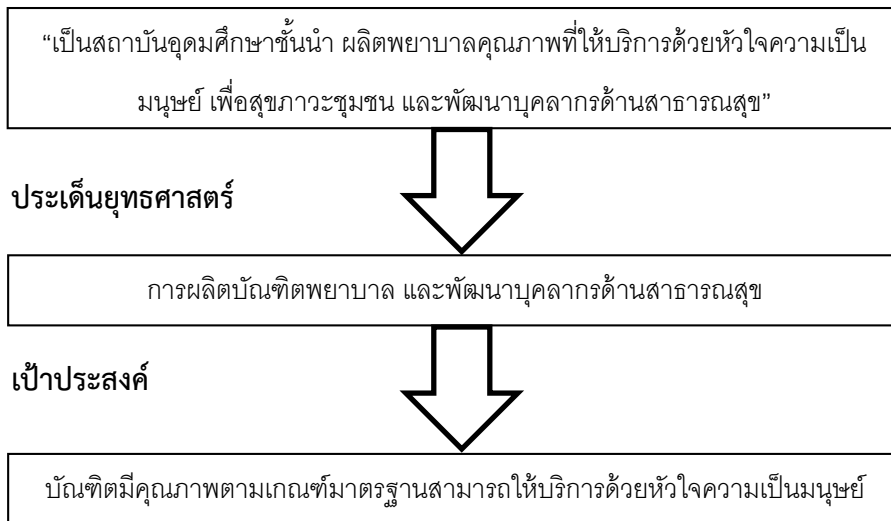 “เป็นสถาบันอุดมศึกษาชั้นนำ ผลิตพยาบาลคุณภาพที่ให้บริการด้วยหัวใจความเป็น
มนุษย์ เพื่อสุขภาวะชุมชน และพัฒนาบุคลากรด้านสาธารณสุข”
ประเด็นยุทธศาสตร์
การผลิตบัณฑิตพยาบาล และพัฒนาบุคลากรด้านสาธารณสุข
เป้าประสงค์
บัณฑิตมีคุณภาพตามเกณฑ์มาตรฐานสามารถให้บริการด้วยหัวใจความเป็นมนุษย์